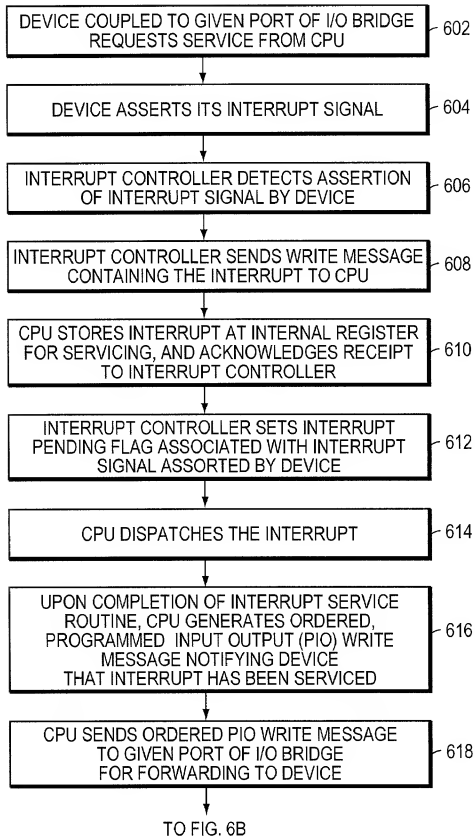 DEVICE COUPLED TO GIVEN PORT OF I/O BRIDGE
REQUESTS SERVICE FROM CPU
602
DEVICE ASSERTS ITS INTERRUPT SIGNAL
604
INTERRUPT CONTROLLER DETECTS ASSERTION
OF INTERRUPT SIGNAL BY DEVICE
606
INTERRUPT CONTROLLER SENDS WRITE MESSAGE
CONTAINING THE INTERRUPT TO CPU
608
CPU STORES INTERRUPT AT INTERNAL REGISTER
FOR SERVICING, AND ACKNOWLEDGES RECEIPT
TO INTERRUPT CONTROLLER
610
INTERRUPT CONTROLLER SETS INTERRUPT
PENDING FLAG ASSOCIATED WITH INTERRUPT
SIGNAL ASSORTED BY DEVICE
612
CPU DISPATCHES THE INTERRUPT
614
UPON COMPLETION OF INTERRUPT SERVICE
ROUTINE, CPU GENERATES ORDERED,
PROGRAMMED INPUT OUTPUT (PIO) WRITE
MESSAGE NOTIFYING DEVICE
THAT INTERRUPT HAS BEEN SERVICED
616
CPU SENDS ORDERED PIO WRITE MESSAGE
TO GIVEN PORT OF I/O BRIDGE
FOR FORWARDING TO DEVICE
618
TO FIG. 6B